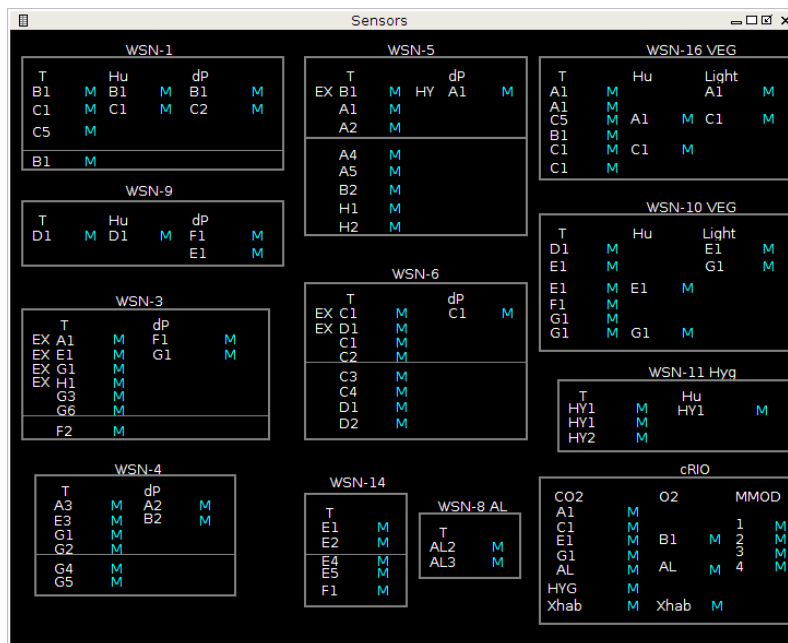 Sensors
WSN-1
T Hu dP
B1 M B1 M B1 M
C1 M C1 M C2 M
C5 M
B1 M
WSN-9
T Hu dP
D1 M D1 M F1 M
E1 M
WSN-3
T dP
EX A1 M F1 M
EX E1 M G1 M
EX G1 M
EX H1 M
G3 M
G6 M
F2 M
WSN-4
T dP
A3 M A2 M
E3 M B2 M
G1 M
G2 M
G4 M
G5 M
WSN-5
T dP
EX B1 M HY A1 M
A1 M
A2 M
A4 M
A5 M
B2 M
H1 M
H2 M
WSN-6
T dP
EX C1 M C1 M
EX D1 M
C1 M
C2 M
C3 M
C4 M
D1 M
D2 M
WSN-14
T
E1 M
E2 M
E4 M
E5 M
F1 M
WSN-8 AL
T
AL2 M
AL3 M
WSN-16 VEG
T Hu Light
A1 M A1 M
A1 M
C5 M A1 M C1 M
B1 M
C1 M C1 M
C1 M
WSN-10 VEG
T Hu Light
D1 M E1 M
E1 M G1 M
E1 M E1 M
F1 M
G1 M
G1 M G1 M
WSN-11 Hyg
T Hu
HY1 M HY1 M
HY1 M
HY2 M
cRIO
CO2 O2 MMOD
A1 M
C1 M 1 M
E1 M B1 M 2 M
G1 M 3 M
AL M AL M 4 M
HYG M
Xhab M Xhab M